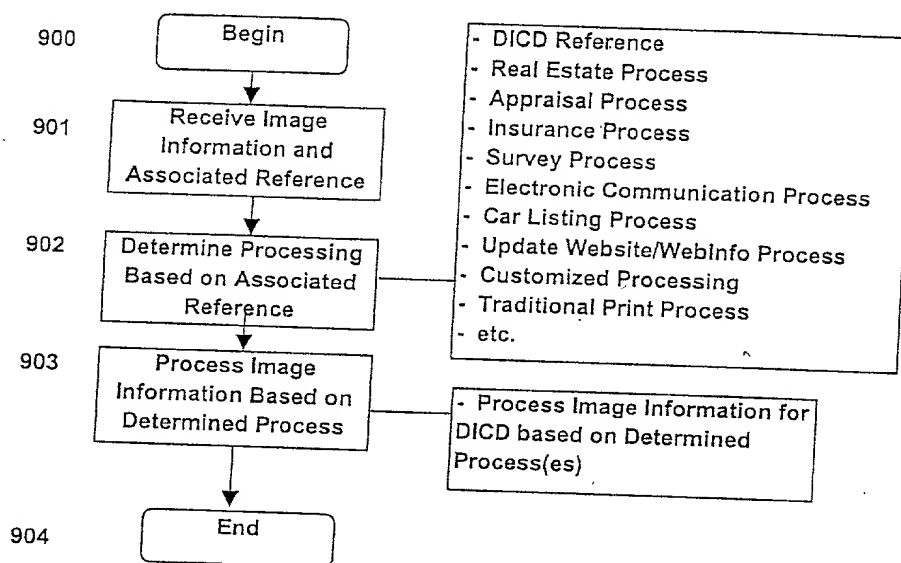 900
Begin
901
Receive Image
Information and
Associated Reference
902
Determine Processing
Based on Associated
Reference
903
Process Image
Information Based on
Determined Process
904
End
- DICD Reference
- Real Estate Process
- Appraisal Process
- Insurance Process
- Survey Process
- Electronic Communication Process
- Car Listing Process
- Update Website/WebInfo Process
- Customized Processing
- Traditional Print Process
- etc.
- Process Image Information for
DICD based on Determined
Process(es)